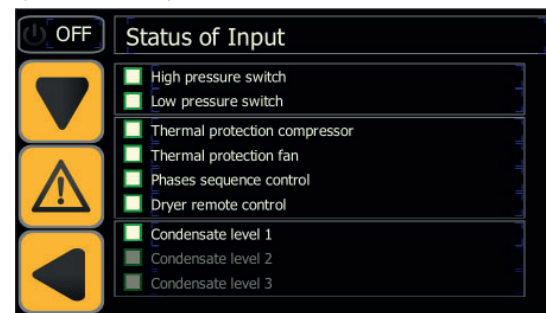 OFF
Status of Input
High pressure switch
Low pressure switch
Thermal protection compressor
Thermal protection fan
Phases sequence control
Dryer remote control
Condensate level 1
Condensate level 2
Condensate level 3